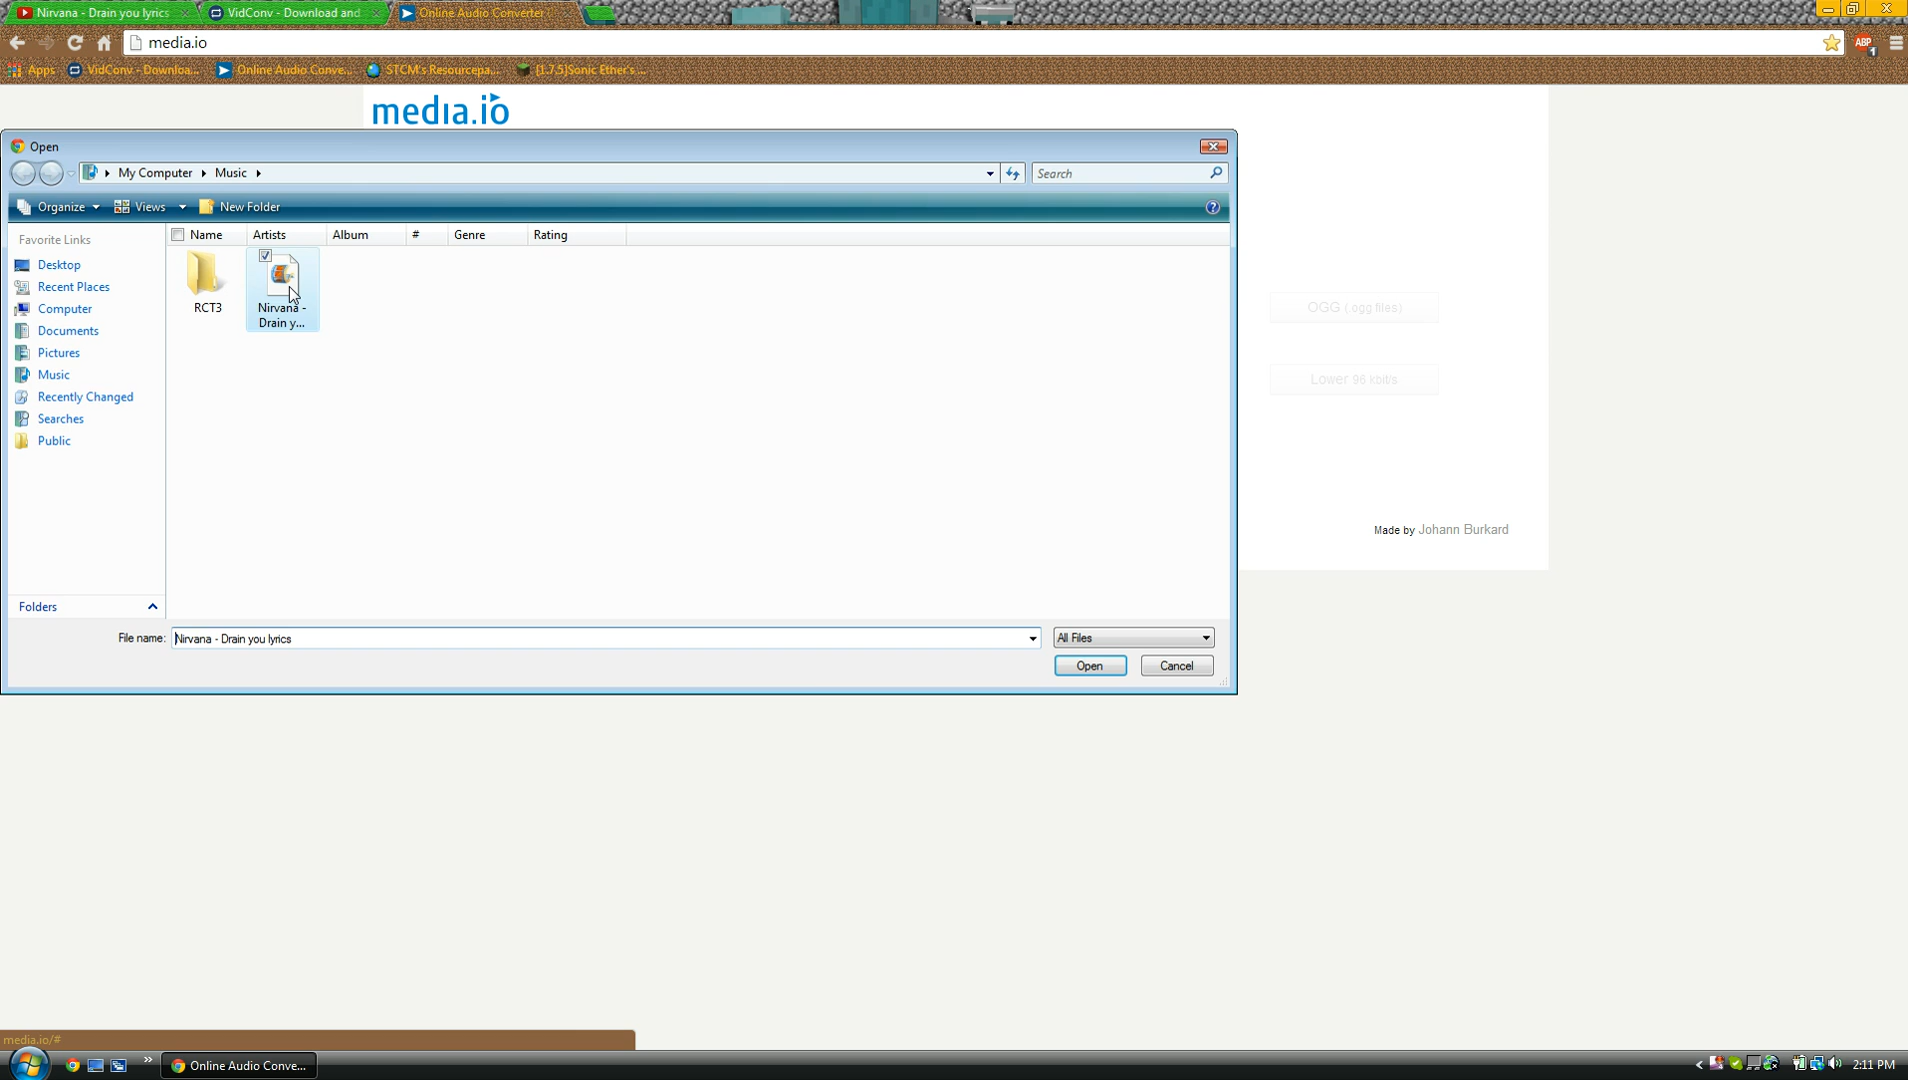 Nirvana - Drain you lyrics
VidConv - Download and
Online Audio Converter
media.io
ABP
1
Apps
VidConv - Downloa...
Online Audio Conve...
STCM's Resourcepa...
[1.7.5]Sonic Ether's ...
media.io
Open
My Computer
Music
Search
Organize
Views
New Folder
?
Favorite Links
Name
Artists
Album
#
Genre
Rating
Desktop
Recent Places
Computer
Documents
Pictures
Music
Recently Changed
Searches
Public
RCT3
Nirvana -
Drain y...
OGG (.ogg files)
Lower 96 kbit/s
Made by Johann Burkard
Folders
File name:
Nirvana - Drain you lyrics
All Files
Open
Cancel
media.io/#
Online Audio Conve...
2:11 PM